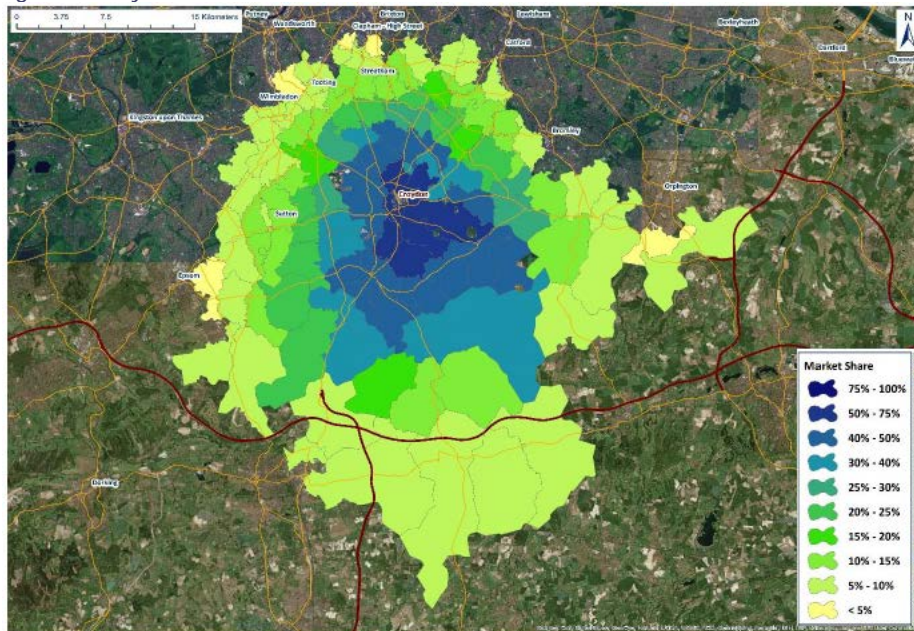 0 3.75 7.5 15 Kilometers
Putney
Brixton
Lewisham
Wandsworth
Clapham - High Street
Catford
Bexleyheath
N
Dartford
Streatham
Tooting
Wimbledon
Kingston upon Thames
Bromley
Orpington
Croydon
Sutton
Epsom
Dorking
Market Share
75% - 100%
50% - 75%
40% - 50%
30% - 40%
25% - 30%
20% - 25%
15% - 20%
10% - 15%
5% - 10%
< 5%